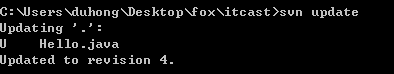 C:\Users\duhong\Desktop\fox\itcast>svn update
Updating '.':
U    Hello.java
Updated to revision 4.